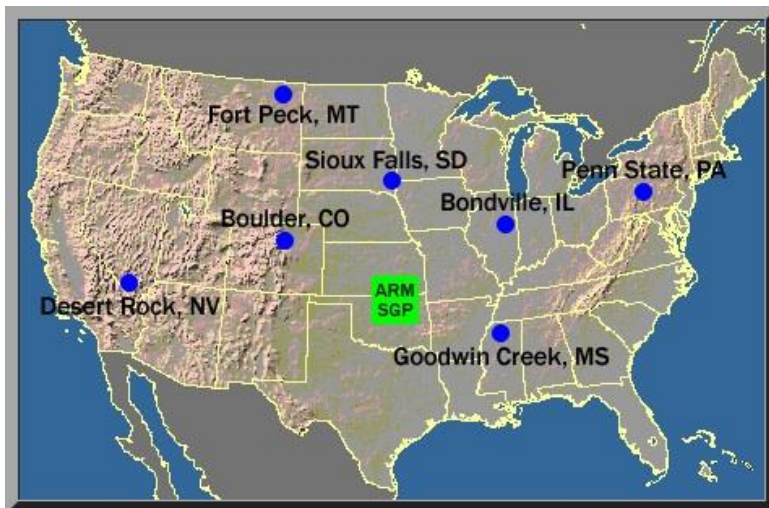 Fort Peck, MT
Sioux Falls, SD
Penn State, PA
Bondville, IL
Boulder, CO
ARM
SGP
Desert Rock, NV
Goodwin Creek, MS